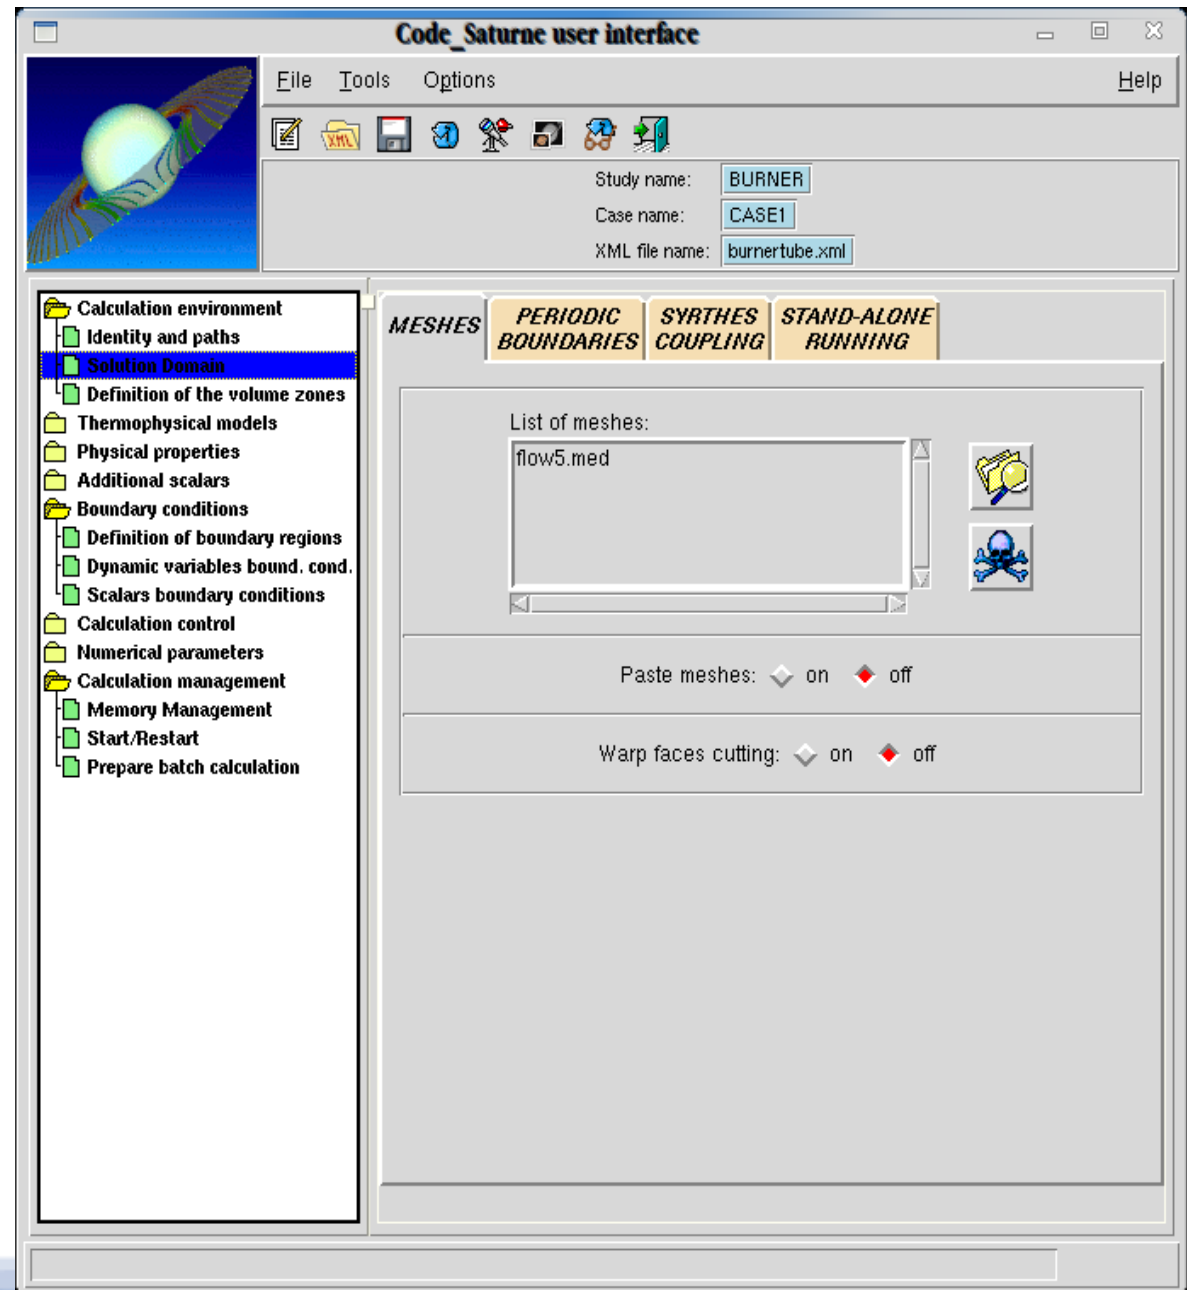 Code_Saturne user interface
File Tools Options Help
XML
Study name: BURNER
Case name: CASE1
XML file name: burnertube.xml
Calculation environment
Identity and paths
Solution Domain
Definition of the volume zones
Thermophysical models
Physical properties
Additional scalars
Boundary conditions
Definition of boundary regions
Dynamic variables bound. cond.
Scalars boundary conditions
Calculation control
Numerical parameters
Calculation management
Memory Management
Start/Restart
Prepare batch calculation
MESHES
PERIODIC
BOUNDARIES
SYRTHES
COUPLING
STAND-ALONE
RUNNING
List of meshes:
flow5.med
Paste meshes: on off
Warp faces cutting: on off